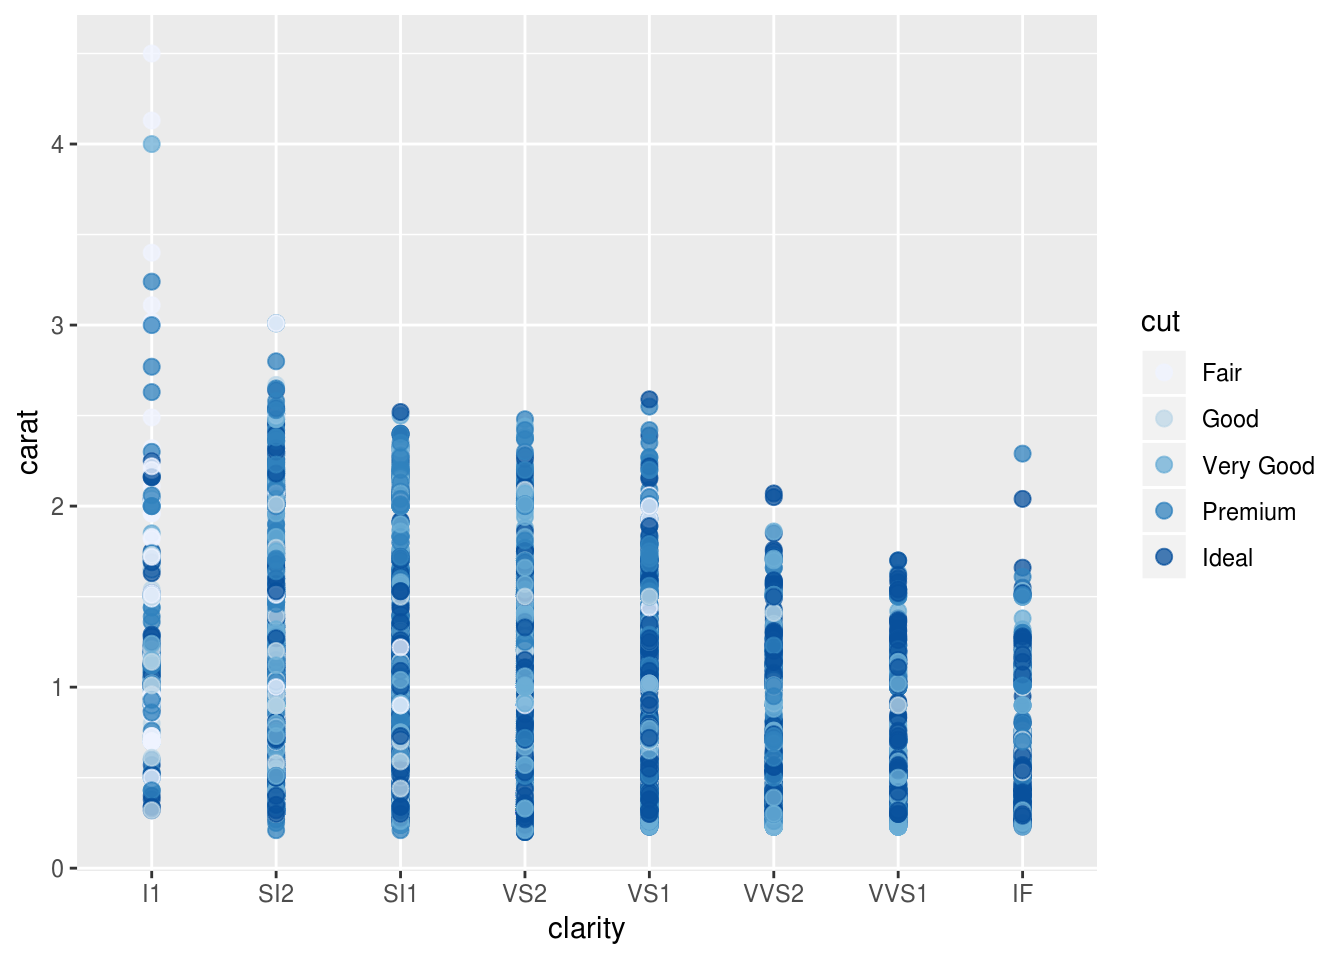 4
3
2
1
0
carat
I1 SI2 SI1 VS2 VS1 VVS2 VVS1 IF
clarity
cut
Fair
Good
Very Good
Premium
Ideal